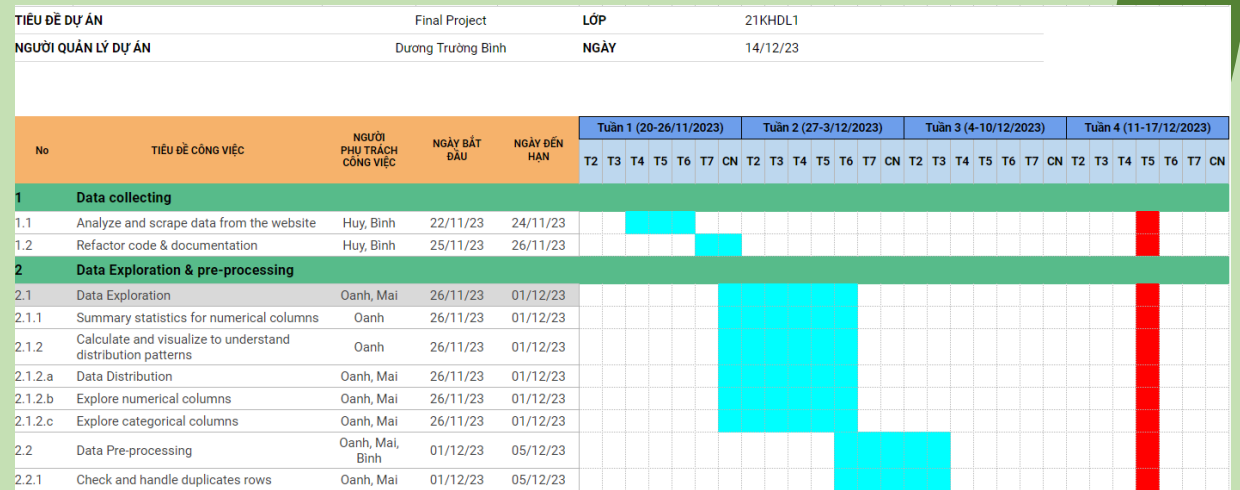 TIÊU ĐỀ DỰ ÁN Final Project LỚP 21KHDL1
NGƯỜI QUẢN LÝ DỰ ÁN Dương Trường Bình NGÀY 14/12/23
No TIÊU ĐỀ CÔNG VIỆC NGƯỜI PHỤ TRÁCH CÔNG VIỆC NGÀY BẮT ĐẦU NGÀY ĐẾN HẠN Tuần 1 (20-26/11/2023) Tuần 2 (27-3/12/2023) Tuần 3 (4-10/12/2023) Tuần 4 (11-17/12/2023)
T2 T3 T4 T5 T6 T7 CN T2 T3 T4 T5 T6 T7 CN T2 T3 T4 T5 T6 T7 CN T2 T3 T4 T5 T6 T7 CN
1 Data collecting
1.1 Analyze and scrape data from the website Huy, Bình 22/11/23 24/11/23
1.2 Refactor code & documentation Huy, Bình 25/11/23 26/11/23
2 Data Exploration & pre-processing
2.1 Data Exploration Oanh, Mai 26/11/23 01/12/23
2.1.1 Summary statistics for numerical columns Oanh 26/11/23 01/12/23
2.1.2 Calculate and visualize to understand distribution patterns Oanh 26/11/23 01/12/23
2.1.2.a Data Distribution Oanh, Mai 26/11/23 01/12/23
2.1.2.b Explore numerical columns Oanh, Mai 26/11/23 01/12/23
2.1.2.c Explore categorical columns Oanh, Mai 26/11/23 01/12/23
2.2 Data Pre-processing Oanh, Mai, Bình 01/12/23 05/12/23
2.2.1 Check and handle duplicates rows Oanh, Mai 01/12/23 05/12/23